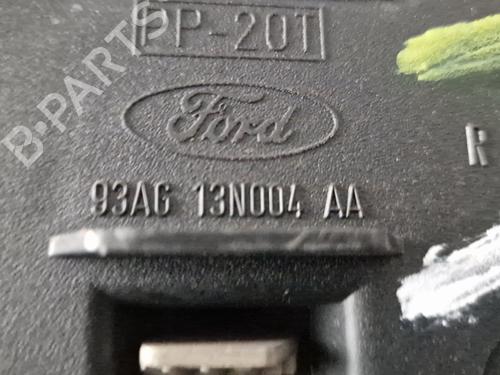 PP-20T
Ford
R
93AG 13N004 AA
B-PARTS